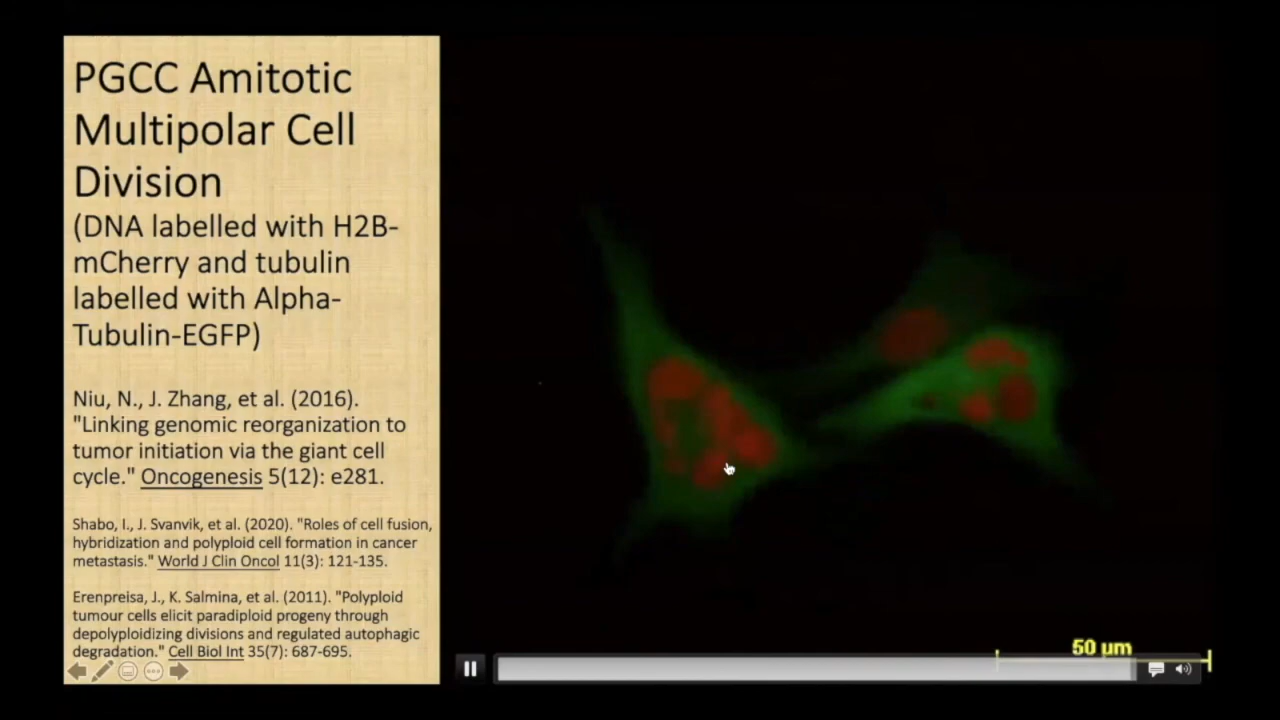 PGCC Amitotic
Multipolar Cell
Division
(DNA labelled with H2B-
mCherry and tubulin
labelled with Alpha-
Tubulin-EGFP)
Niu, N., J. Zhang, et al. (2016).
"Linking genomic reorganization to
tumor initiation via the giant cell
cycle." Oncogenesis 5(12): e281.
Shabo, I., J. Svanvik, et al. (2020). "Roles of cell fusion,
hybridization and polyploid cell formation in cancer
metastasis." World J Clin Oncol 11(3): 121-135.
Erenpreisa, J., K. Salmina, et al. (2011). "Polyploid
tumour cells elicit paradiploid progeny through
depolyploidizing divisions and regulated autophagic
degradation." Cell Biol Int 35(7): 687-695.
50 µm